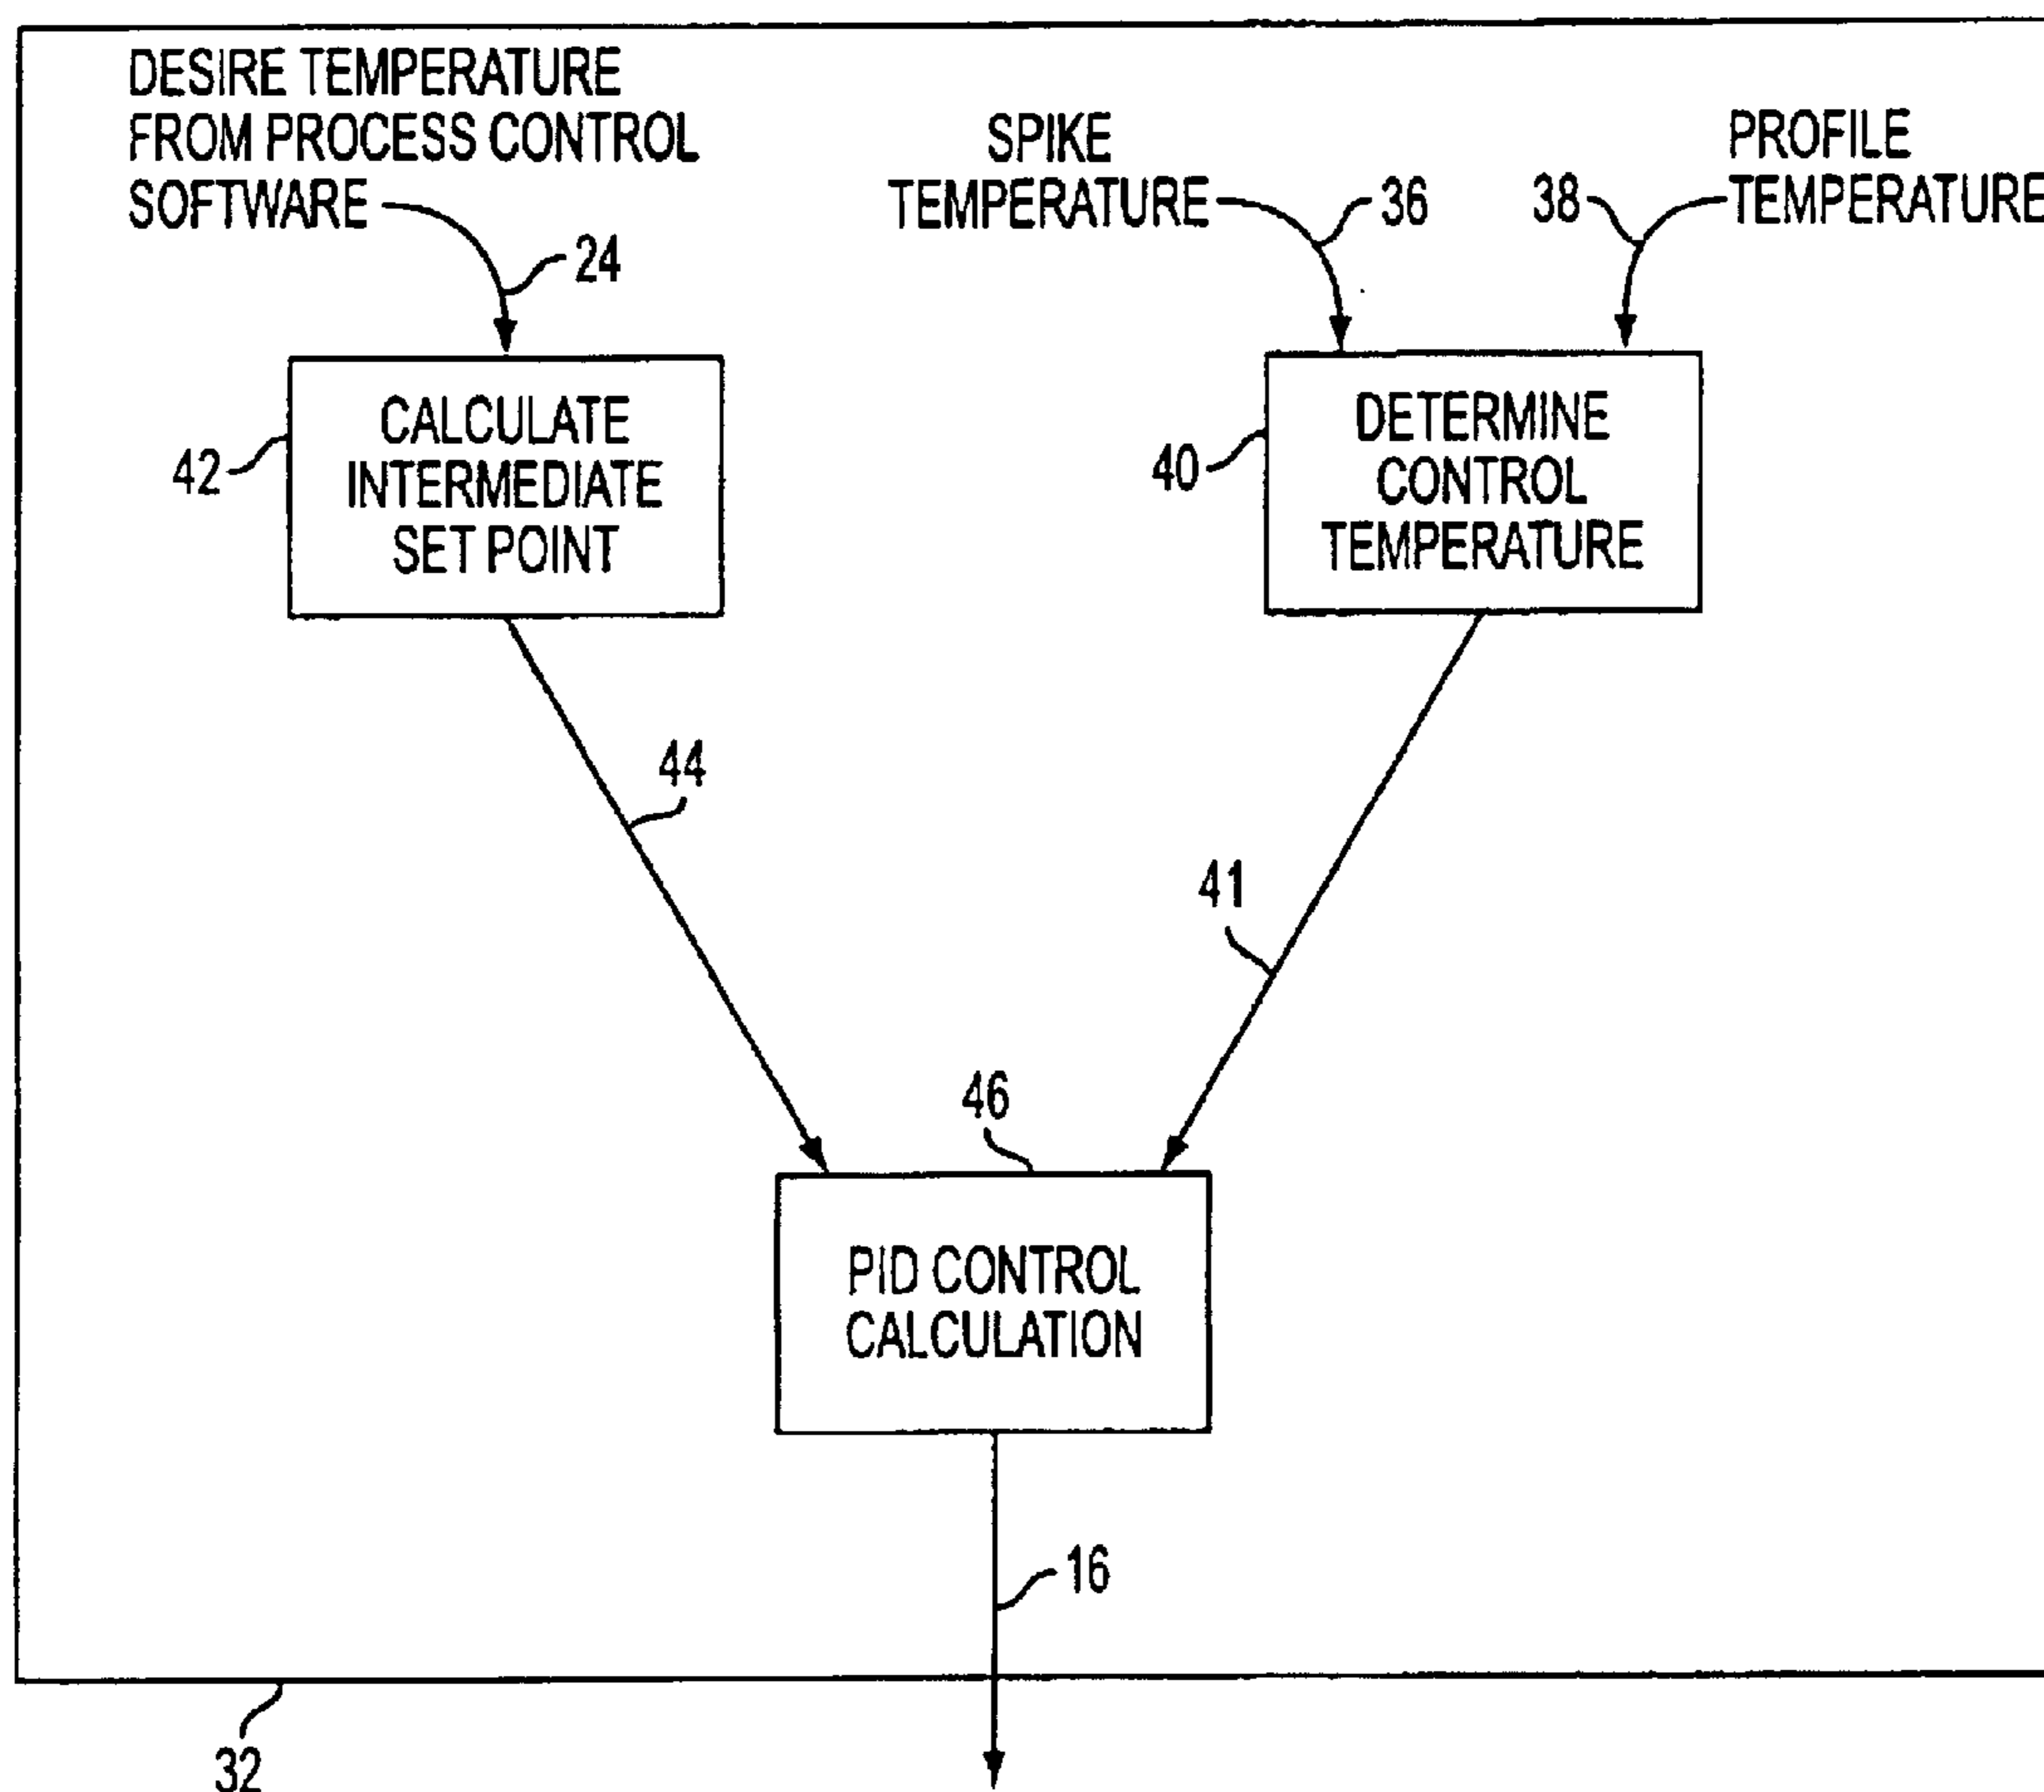 DESIRE TEMPERATURE
FROM PROCESS CONTROL
SOFTWARE
24
SPIKE
TEMPERATURE
36
38
PROFILE
TEMPERATURE
42
CALCULATE
INTERMEDIATE
SET POINT
40
DETERMINE
CONTROL
TEMPERATURE
44
41
46
PID CONTROL
CALCULATION
16
32